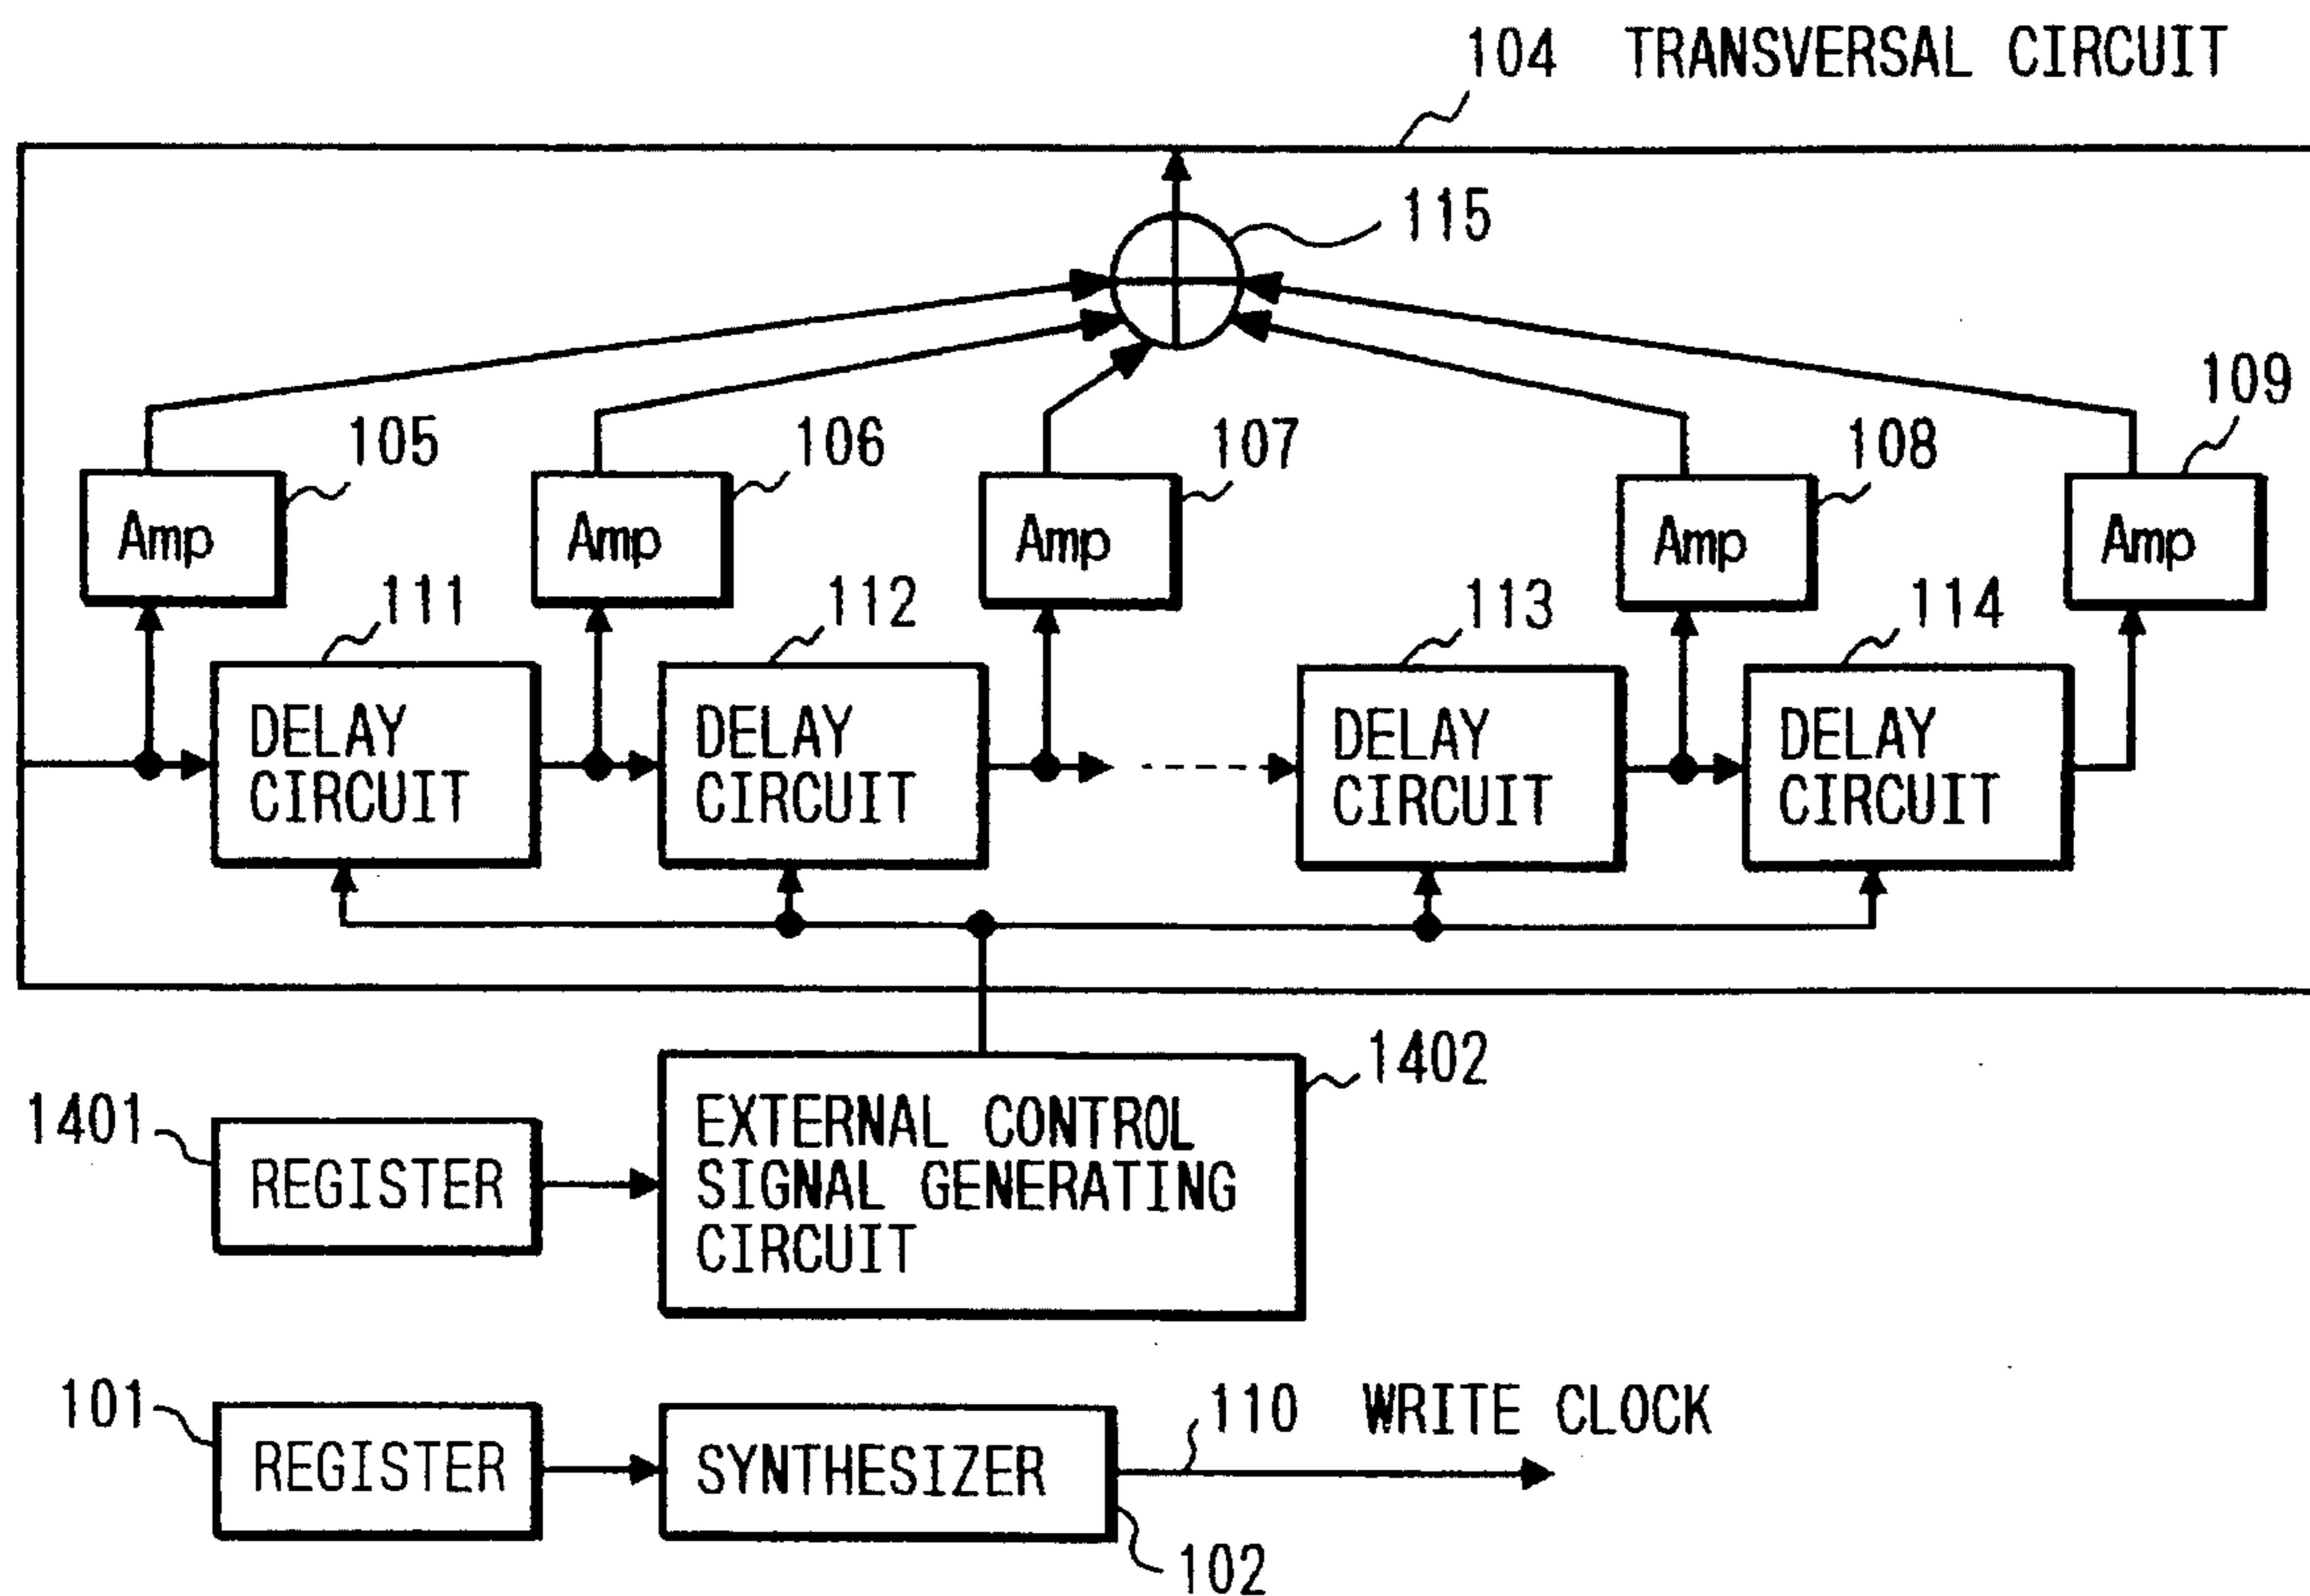 104 TRANSVERSAL CIRCUIT
115
109
105
106
107
108
Amp
Amp
Amp
Amp
Amp
111
112
113
114
DELAY
CIRCUIT
DELAY
CIRCUIT
DELAY
CIRCUIT
DELAY
CIRCUIT
1402
1401
REGISTER
EXTERNAL CONTROL
SIGNAL GENERATING
CIRCUIT
101
REGISTER
SYNTHESIZER
110 WRITE CLOCK
102